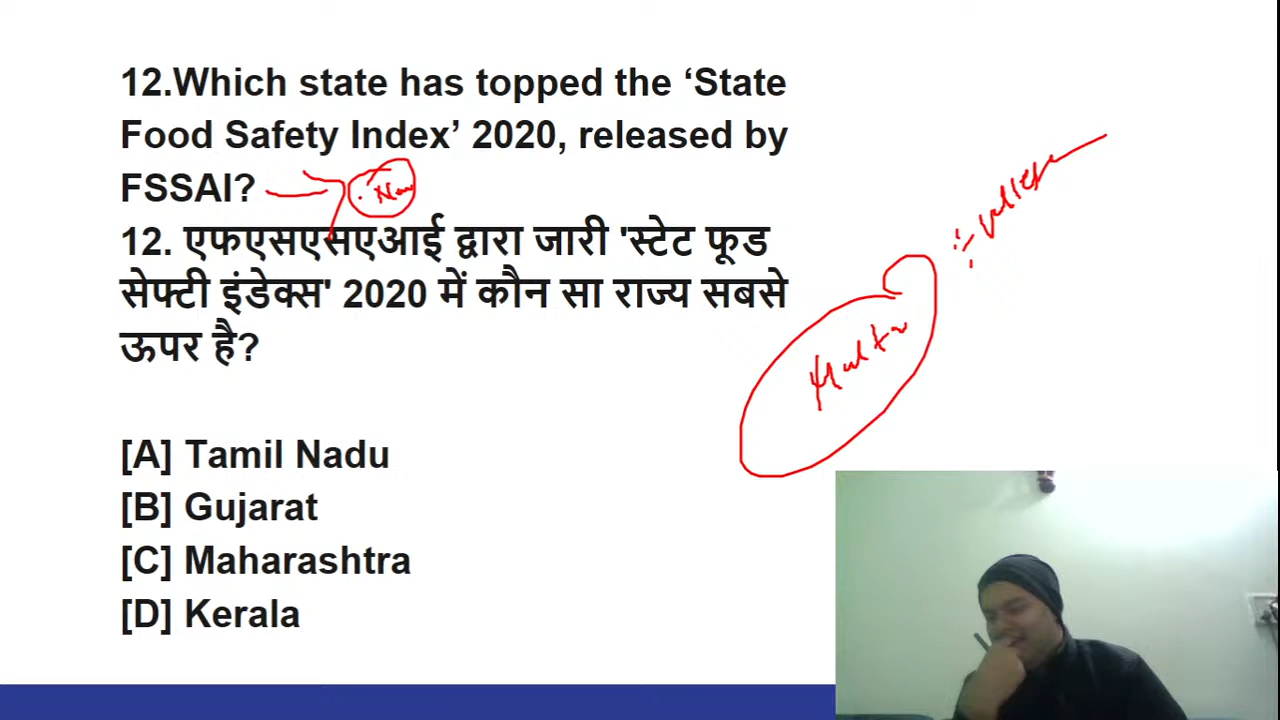 12.Which state has topped the ‘State
Food Safety Index’ 2020, released by
FSSAI?
12. एफएसएसएआई द्वारा जारी 'स्टेट फूड
सेफ्टी इंडेक्स' 2020 में कौन सा राज्य सबसे
ऊपर है?
[A] Tamil Nadu
[B] Gujarat
[C] Maharashtra
[D] Kerala